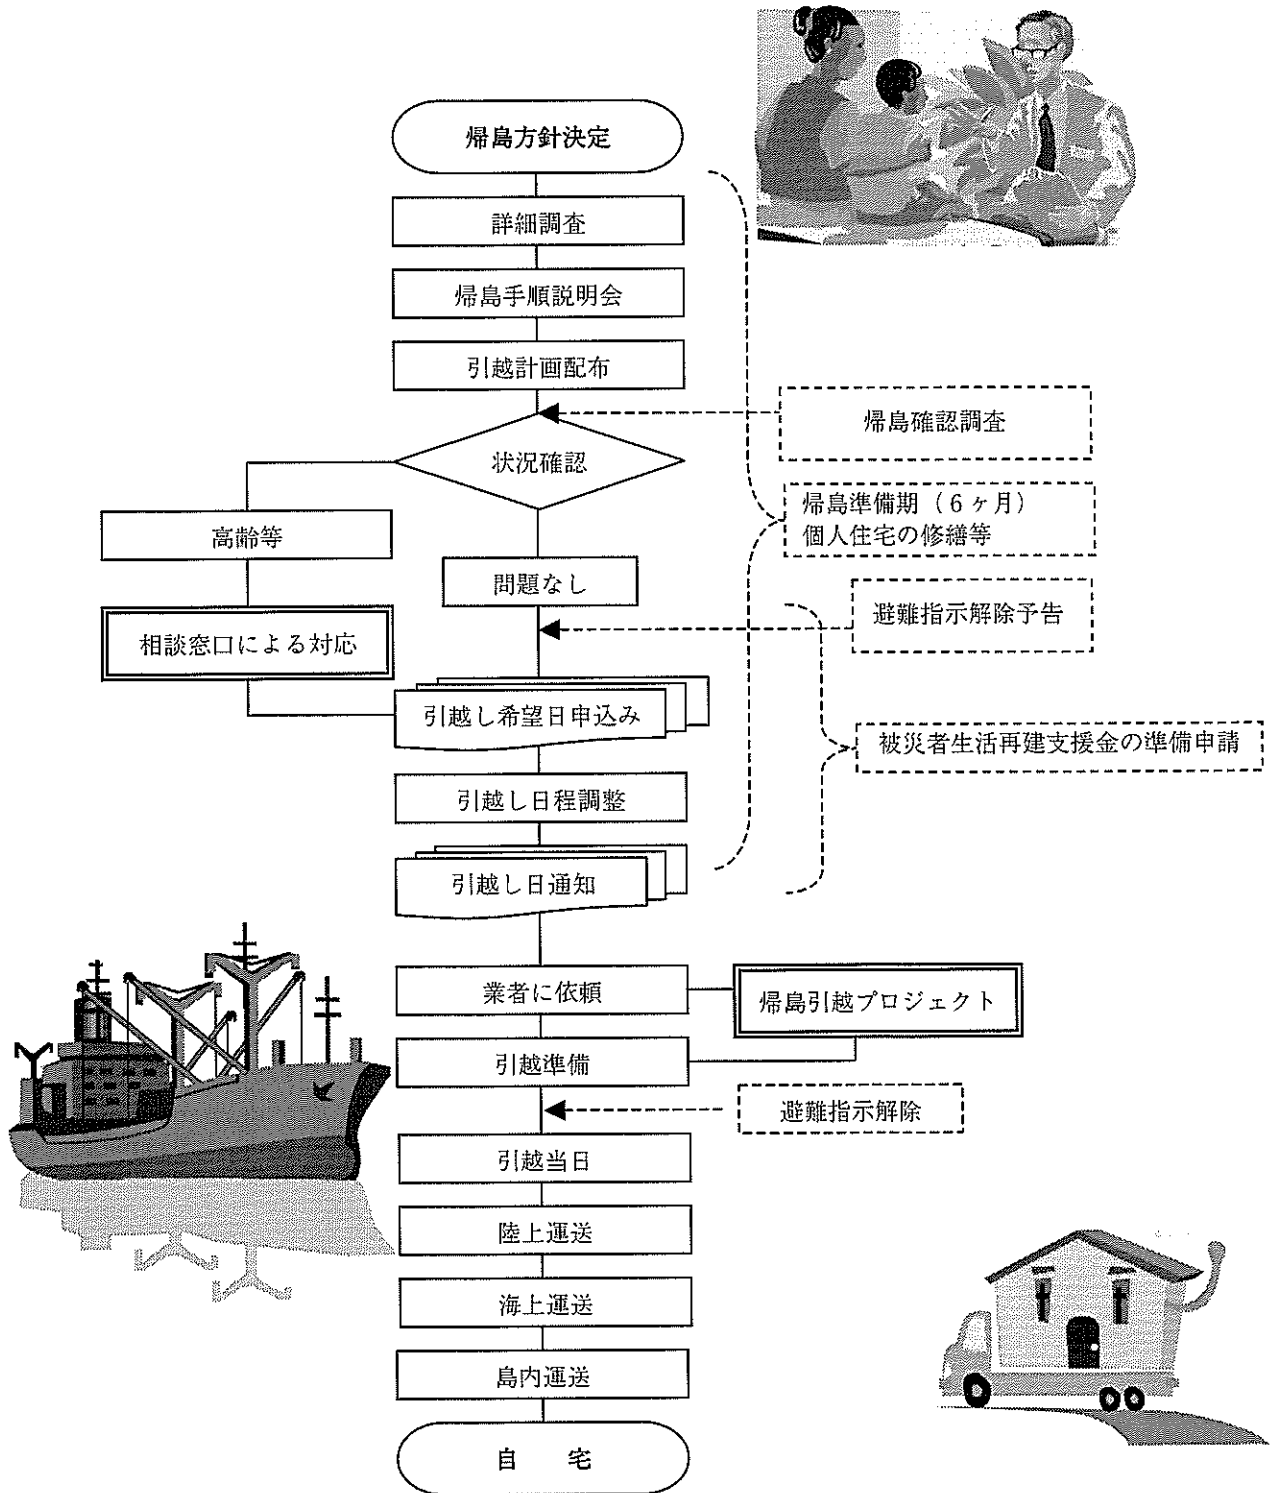 帰島方針決定
詳細調査
帰島手順説明会
引越計画配布
帰島確認調査
状況確認
帰島準備期（６ヶ月）
個人住宅の修繕等
高齢等
問題なし
避難指示解除予告
相談窓口による対応
引越し希望日申込み
被災者生活再建支援金の準備申請
引越し日程調整
引越し日通知
業者に依頼
帰島引越プロジェクト
引越準備
避難指示解除
引越当日
陸上運送
海上運送
島内運送
自　宅